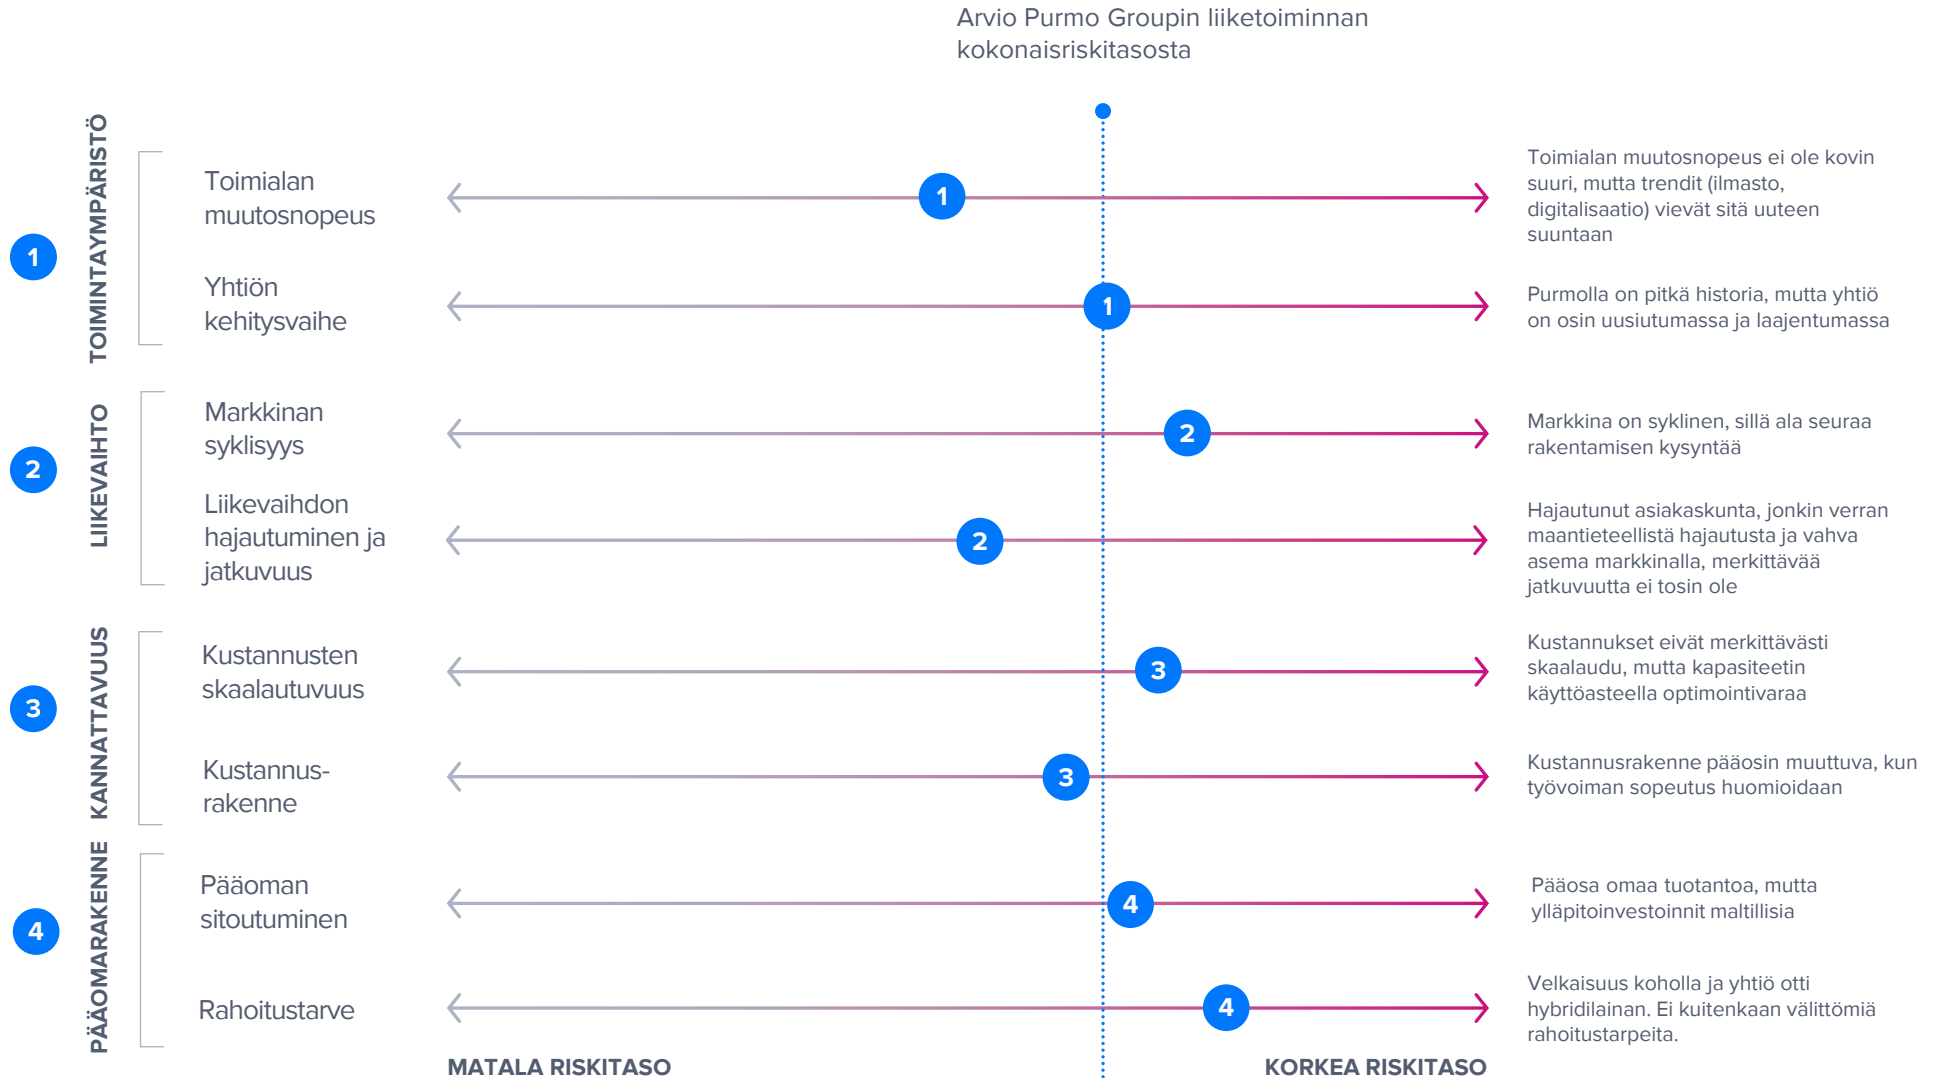 Arvio Purmo Groupin liiketoiminnan
kokonaisriskitasosta
1
TOIMINTAYMPÄRISTÖ
Toimialan
muutosnopeus
1
Toimialan muutosnopeus ei ole kovin
suuri, mutta trendit (ilmasto,
digitalisaatio) vievät sitä uuteen
suuntaan
Yhtiön
kehitysvaihe
1
Purmolla on pitkä historia, mutta yhtiö
on osin uusiutumassa ja laajentumassa
2
LIIKEVAIHTO
Markkinan
syklisyys
2
Markkina on syklinen, sillä ala seuraa
rakentamisen kysyntää
Liikevaihdon
hajautuminen ja
jatkuvuus
2
Hajautunut asiakaskunta, jonkin verran
maantieteellistä hajautusta ja vahva
asema markkinalla, merkittävää
jatkuvuutta ei tosin ole
3
KANNATTAVUUS
Kustannusten
skaalautuvuus
3
Kustannukset eivät merkittävästi
skaalaudu, mutta kapasiteetin
käyttöasteella optimointivaraa
Kustannus-
rakenne
3
Kustannusrakenne pääosin muuttuva, kun
työvoiman sopeutus huomioidaan
4
PÄÄOMARAKENNE
Pääoman
sitoutuminen
4
Pääosa omaa tuotantoa, mutta
ylläpitoinvestoinnit maltillisia
Rahoitustarve
4
Velkaisuus koholla ja yhtiö otti
hybridilainan. Ei kuitenkaan välittömiä
rahoitustarpeita.
MATALA RISKITASO
KORKEA RISKITASO